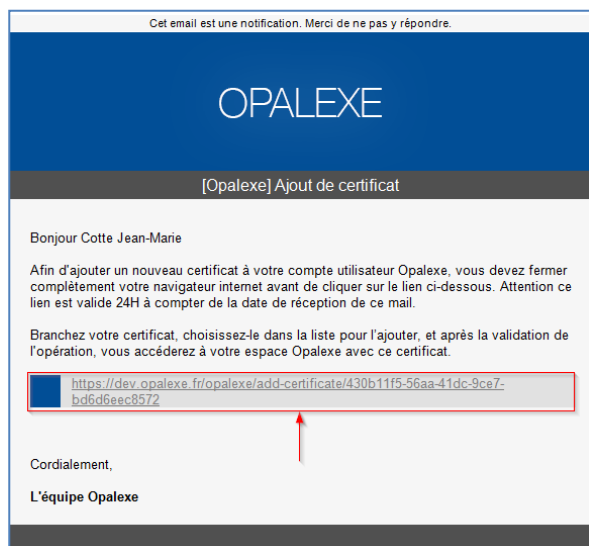 Cet email est une notification. Merci de ne pas y répondre.
OPALEXE
[Opalexe] Ajout de certificat
Bonjour Cotte Jean-Marie
Afin d'ajouter un nouveau certificat à votre compte utilisateur Opalexe, vous devez fermer
complètement votre navigateur internet avant de cliquer sur le lien ci-dessous. Attention ce
lien est valide 24H à compter de la date de réception de ce mail.
Branchez votre certificat, choisissez-le dans la liste pour l'ajouter, et après la validation de
l'opération, vous accéderez à votre espace Opalexe avec ce certificat.
https://dev.opalexe.fr/opalexe/add-certificate/430b11f5-56aa-41dc-9ce7-
bd6d6eec8572
Cordialement,
L'équipe Opalexe